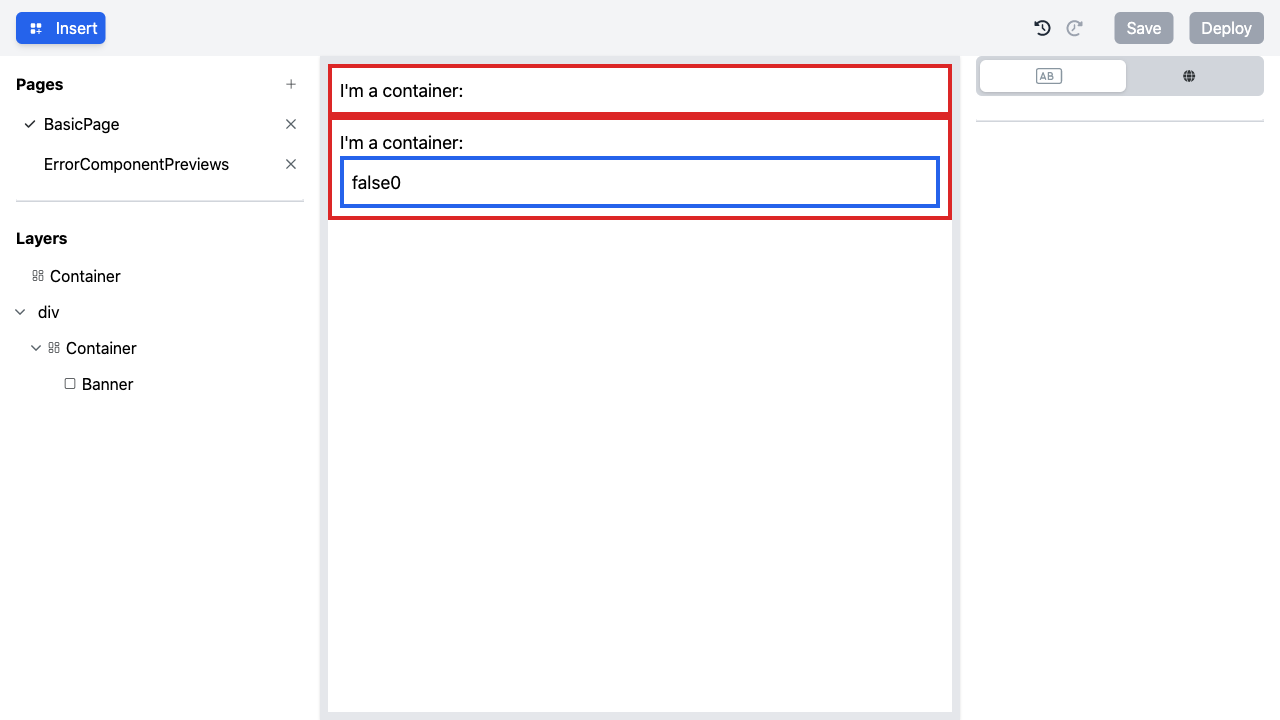 Insert
Save
Deploy
Pages
BasicPage
ErrorComponentPreviews
Layers
Container
div
Container
Banner
I'm a container:
I'm a container:
false0
AB